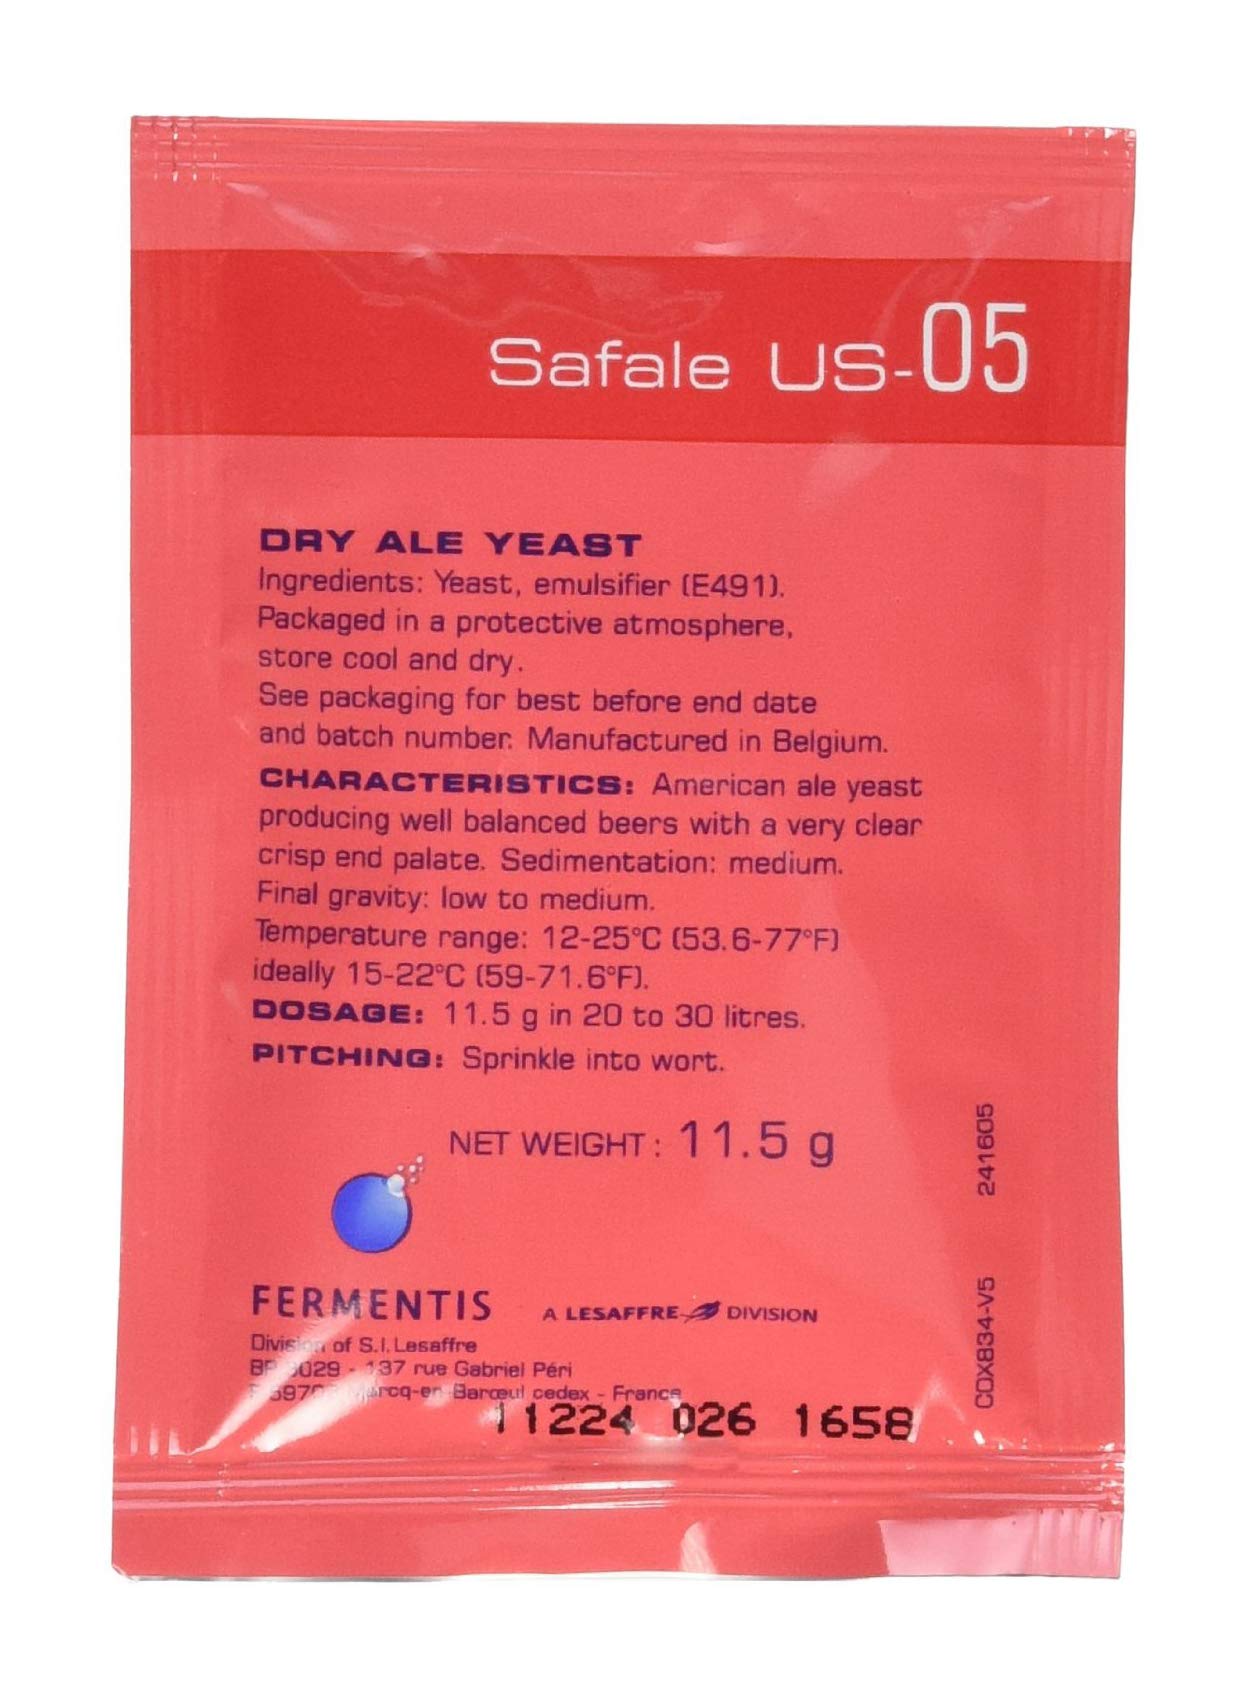 Safale US-05
DRY ALE YEAST
Ingredients: Yeast, emulsifier (E491).
Packaged in a protective atmosphere,
store cool and dry.
See packaging for best before end date
and batch number. Manufactured in Belgium.
CHARACTERISTICS: American ale yeast
producing well balanced beers with a very clear
crisp end palate. Sedimentation: medium.
Final gravity: low to medium.
Temperature range: 12-25°C (53.6-77°F)
ideally 15-22°C (59-71.6°F).
DOSAGE: 11.5 g in 20 to 30 litres.
PITCHING: Sprinkle into wort.
NET WEIGHT: 11.5 g
FERMENTIS A LESAFFRE DIVISION
Division of S.I.Lesaffre
137 rue Gabriel Péri
Marcq-en-Barœul cedex - France
11224 026 1658
COX834-V5 241605